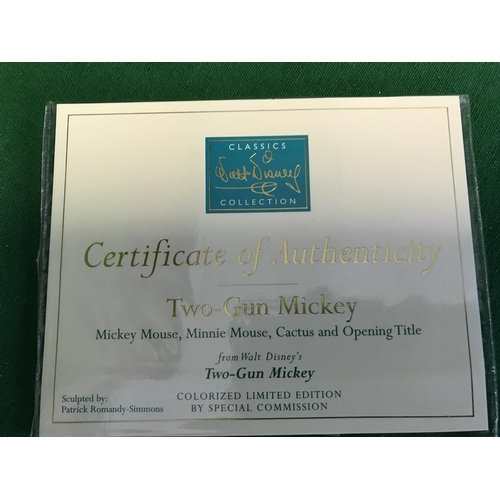 CLASSICS
Walt Disney
COLLECTION
Certificate of Authenticity
Two-Gun Mickey
Mickey Mouse, Minnie Mouse, Cactus and Opening Title
from Walt Disney's
Two-Gun Mickey
Sculpted by:
Patrick Romandy-Simmons
COLORIZED LIMITED EDITION
BY SPECIAL COMMISSION